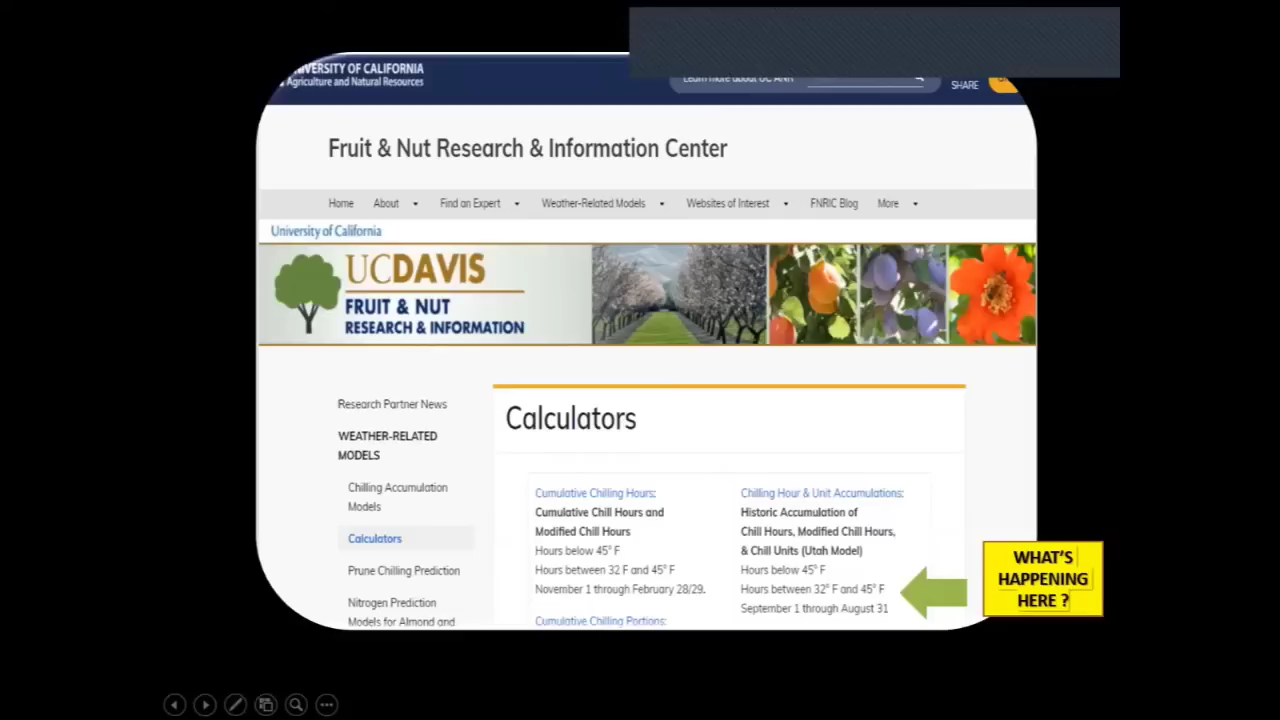 UNIVERSITY OF CALIFORNIA
Agriculture and Natural Resources
Learn more about UC ANR
SHARE
Fruit & Nut Research & Information Center
Home About Find an Expert Weather-Related Models Websites of Interest FNRIC Blog More
University of California
UCDAVIS
FRUIT & NUT
RESEARCH & INFORMATION
Research Partner News
WEATHER-RELATED
MODELS
Chilling Accumulation
Models
Calculators
Prune Chilling Prediction
Nitrogen Prediction
Models for Almond and
Calculators
Cumulative Chilling Hours:
Cumulative Chill Hours and
Modified Chill Hours
Hours below 45° F
Hours between 32 F and 45° F
November 1 through February 28/29.
Cumulative Chilling Portions:
Chilling Hour & Unit Accumulations:
Historic Accumulation of
Chill Hours, Modified Chill Hours,
& Chill Units (Utah Model)
Hours below 45° F
Hours between 32° F and 45° F
September 1 through August 31
WHAT'S
HAPPENING
HERE ?